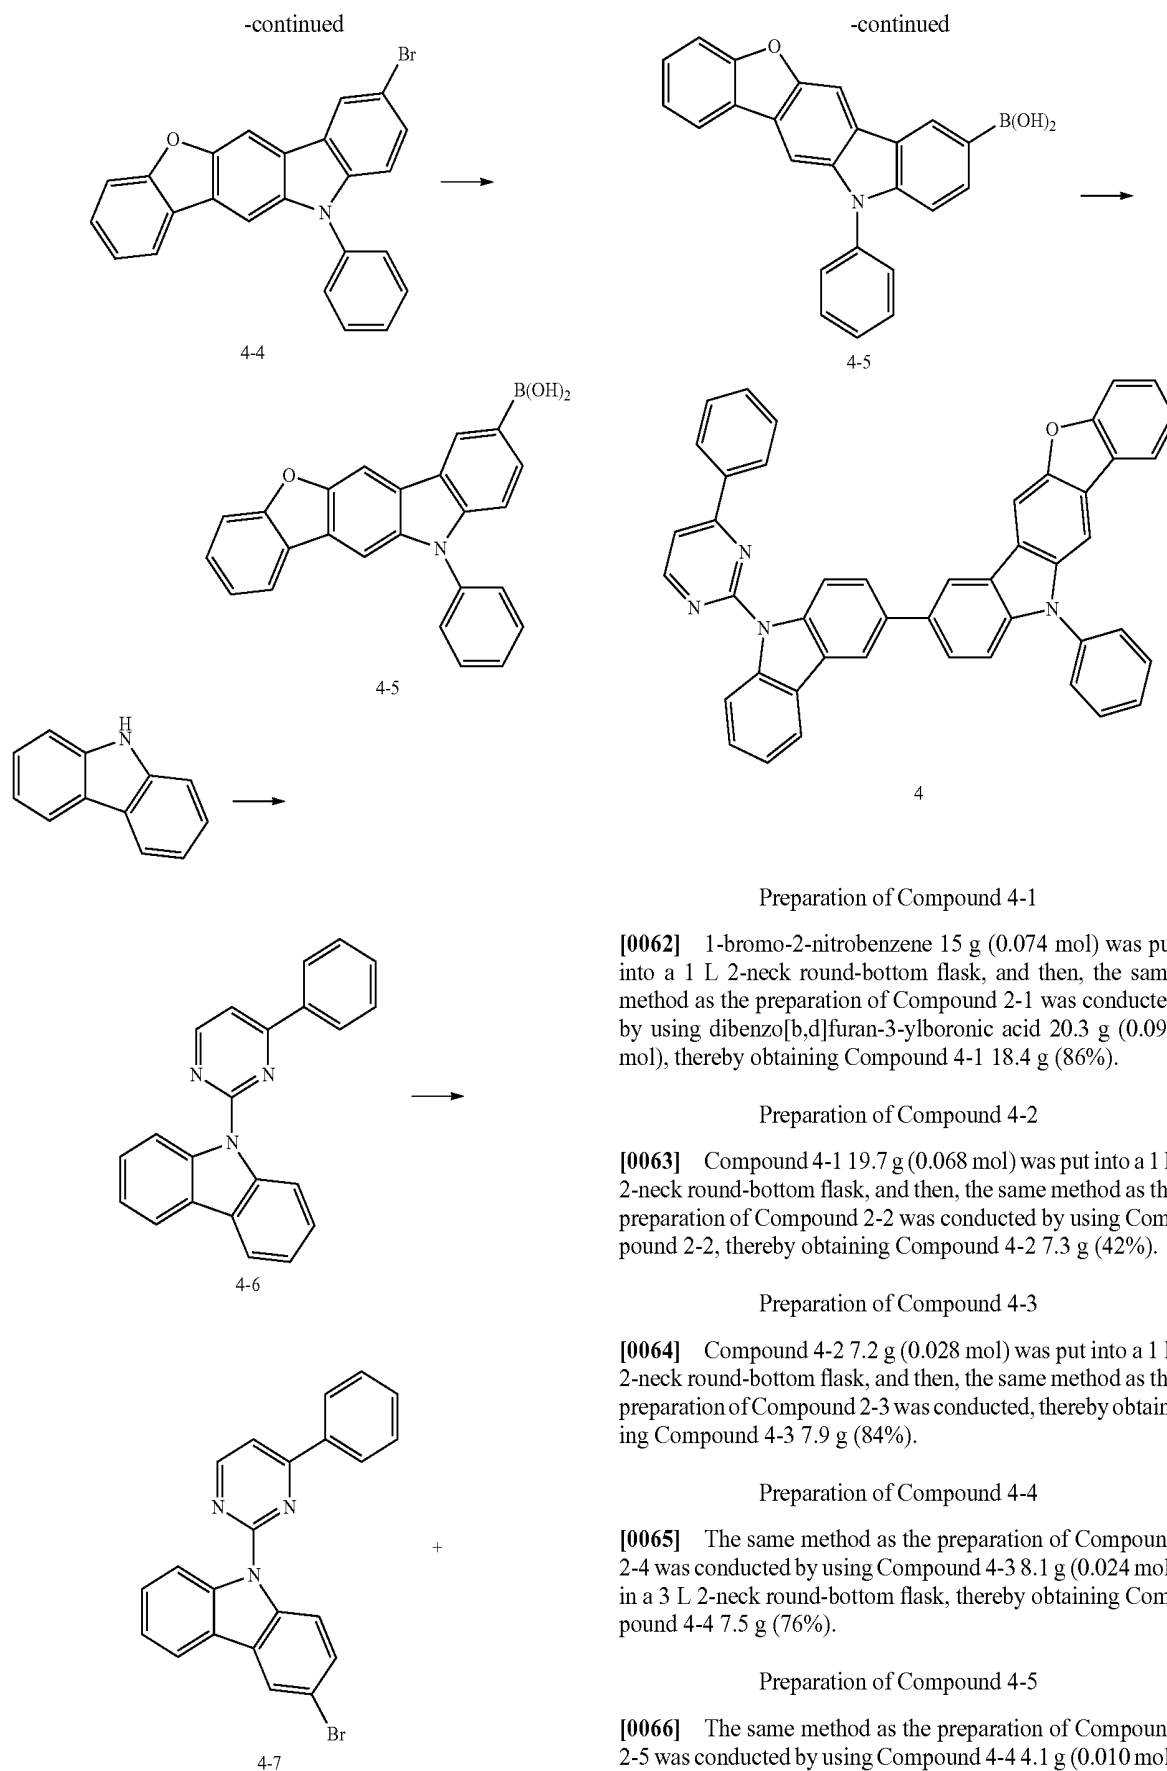 -continued
Br
O
N
4-4
B(OH)2
O
N
4-5
H
N
N
N
N
4-6
N
N
N
+
Br
4-7
-continued
O
B(OH)2
N
4-5
O
N
N
N
N
4
Preparation of Compound 4-1
[0062] 1-bromo-2-nitrobenzene 15 g (0.074 mol) was pu
into a 1 L 2-neck round-bottom flask, and then, the sam
method as the preparation of Compound 2-1 was conducte
by using dibenzo[b,d]furan-3-ylboronic acid 20.3 g (0.09
mol), thereby obtaining Compound 4-1 18.4 g (86%).
Preparation of Compound 4-2
[0063] Compound 4-1 19.7 g (0.068 mol) was put into a 1 l
2-neck round-bottom flask, and then, the same method as th
preparation of Compound 2-2 was conducted by using Com
pound 2-2, thereby obtaining Compound 4-2 7.3 g (42%).
Preparation of Compound 4-3
[0064] Compound 4-2 7.2 g (0.028 mol) was put into a 1 l
2-neck round-bottom flask, and then, the same method as th
preparation of Compound 2-3 was conducted, thereby obtain
ing Compound 4-3 7.9 g (84%).
Preparation of Compound 4-4
[0065] The same method as the preparation of Compoun
2-4 was conducted by using Compound 4-3 8.1 g (0.024 mol
in a 3 L 2-neck round-bottom flask, thereby obtaining Com
pound 4-4 7.5 g (76%).
Preparation of Compound 4-5
[0066] The same method as the preparation of Compoun
2-5 was conducted by using Compound 4-4 4.1 g (0.010 mol